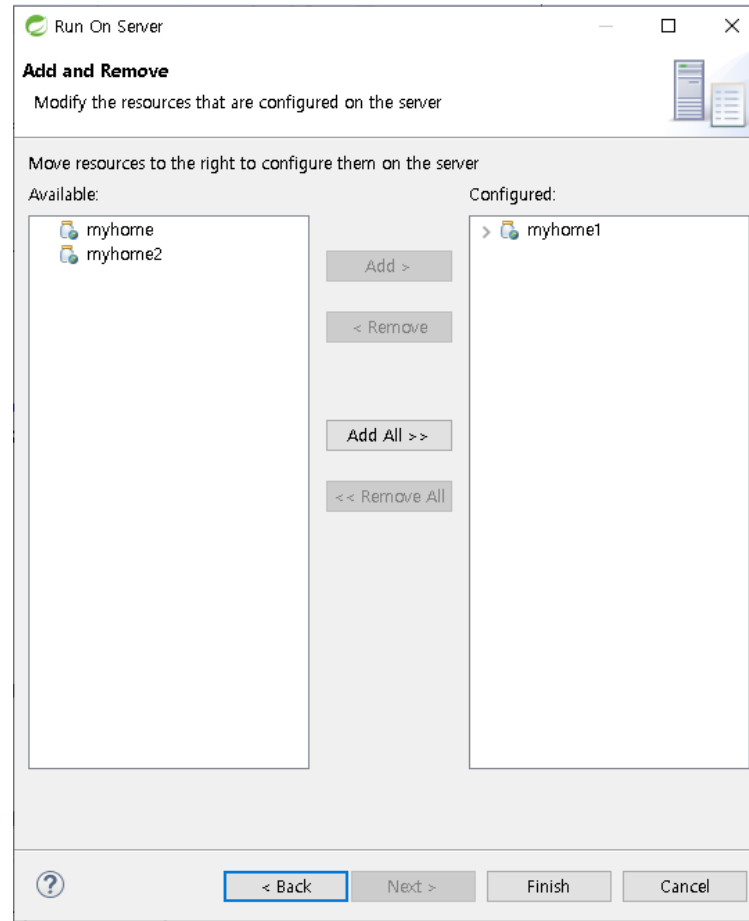 Run On Server
Add and Remove
Modify the resources that are configured on the server
Move resources to the right to configure them on the server
Available:
Configured:
myhome
myhome2
myhome1
Add >
< Remove
Add All >>
<< Remove All
?
< Back
Next >
Finish
Cancel